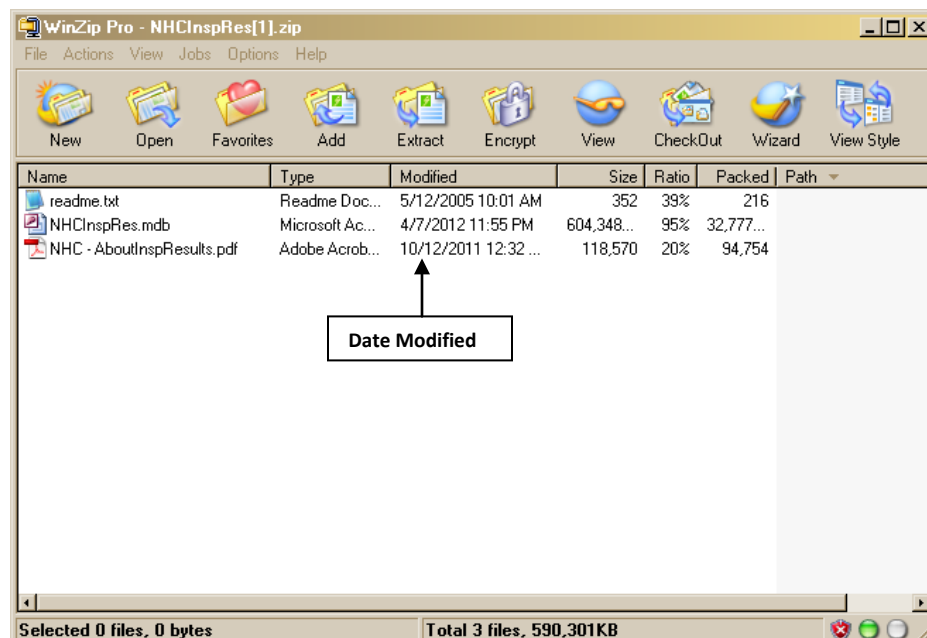 WinZip Pro - NHCInspRes[1].zip
File Actions View Jobs Options Help
New Open Favorites Add Extract Encrypt View CheckOut Wizard View Style
Name Type Modified Size Ratio Packed Path
readme.txt Readme Doc... 5/12/2005 10:01 AM 352 39% 216
NHCInspRes.mdb Microsoft Ac... 4/7/2012 11:55 PM 604,348... 95% 32,777...
NHC - AboutInspResults.pdf Adobe Acrob... 10/12/2011 12:32 ... 118,570 20% 94,754
Date Modified
Selected 0 files, 0 bytes Total 3 files, 590,301KB